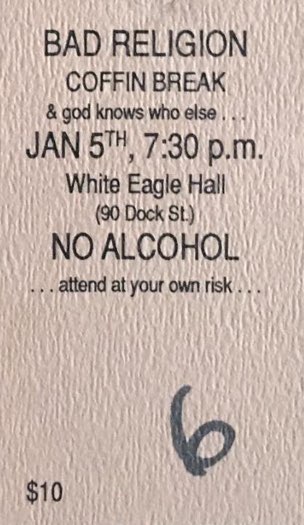 BAD RELIGION
COFFIN BREAK
& god knows who else . . .
JAN 5TH, 7:30 p.m.
White Eagle Hall
(90 Dock St.)
NO ALCOHOL
. . . attend at your own risk . . .
6
$10